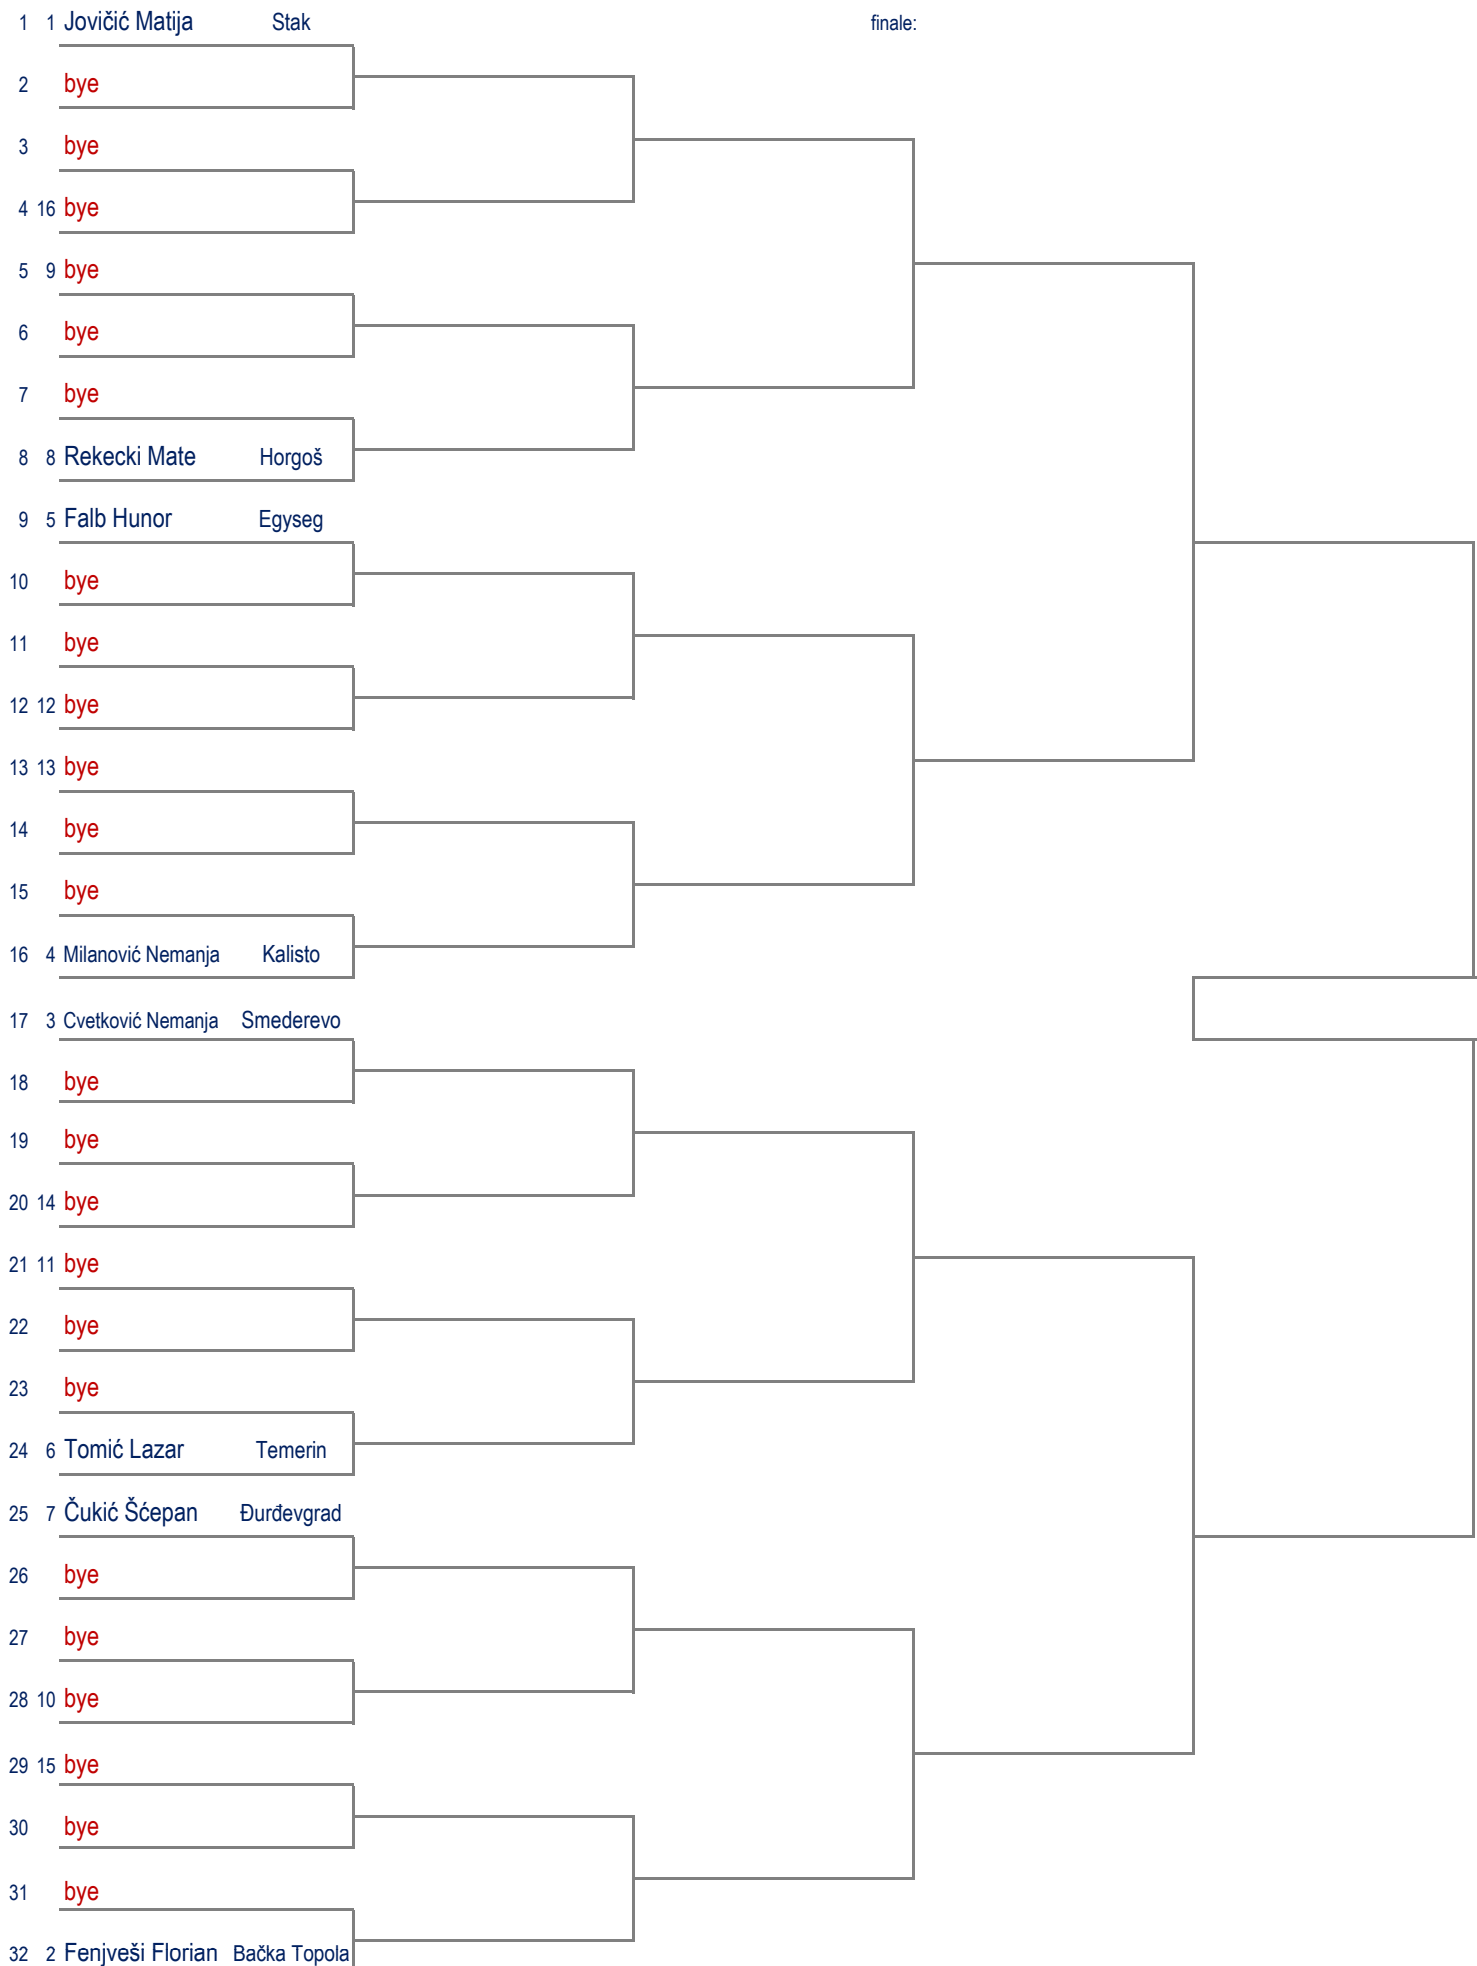 1 1 Jovičić Matija Stak finale:
2 bye
3 bye
4 16 bye
5 9 bye
6 bye
7 bye
8 8 Rekecki Mate Horgoš
9 5 Falb Hunor Egyseg
10 bye
11 bye
12 12 bye
13 13 bye
14 bye
15 bye
16 4 Milanović Nemanja Kalisto
17 3 Cvetković Nemanja Smederevo
18 bye
19 bye
20 14 bye
21 11 bye
22 bye
23 bye
24 6 Tomić Lazar Temerin
25 7 Čukić Šćepan Đurđevgrad
26 bye
27 bye
28 10 bye
29 15 bye
30 bye
31 bye
32 2 Fenjveši Florian Bačka Topola